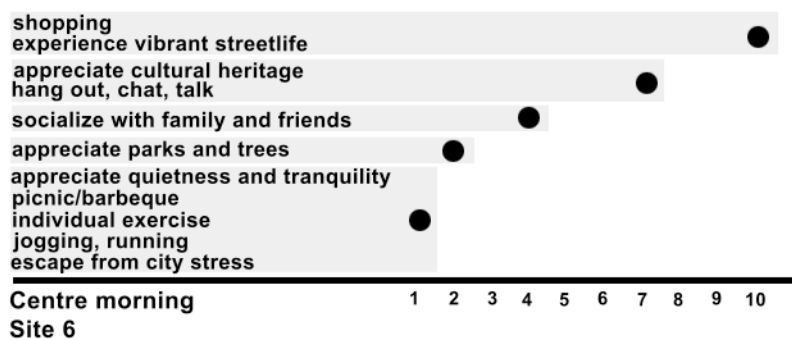 shopping
experience vibrant streetlife
appreciate cultural heritage
hang out, chat, talk
socialize with family and friends
appreciate parks and trees
appreciate quietness and tranquility
picnic/barbeque
individual exercise
jogging, running
escape from city stress
Centre morning 1 2 3 4 5 6 7 8 9 10
Site 6